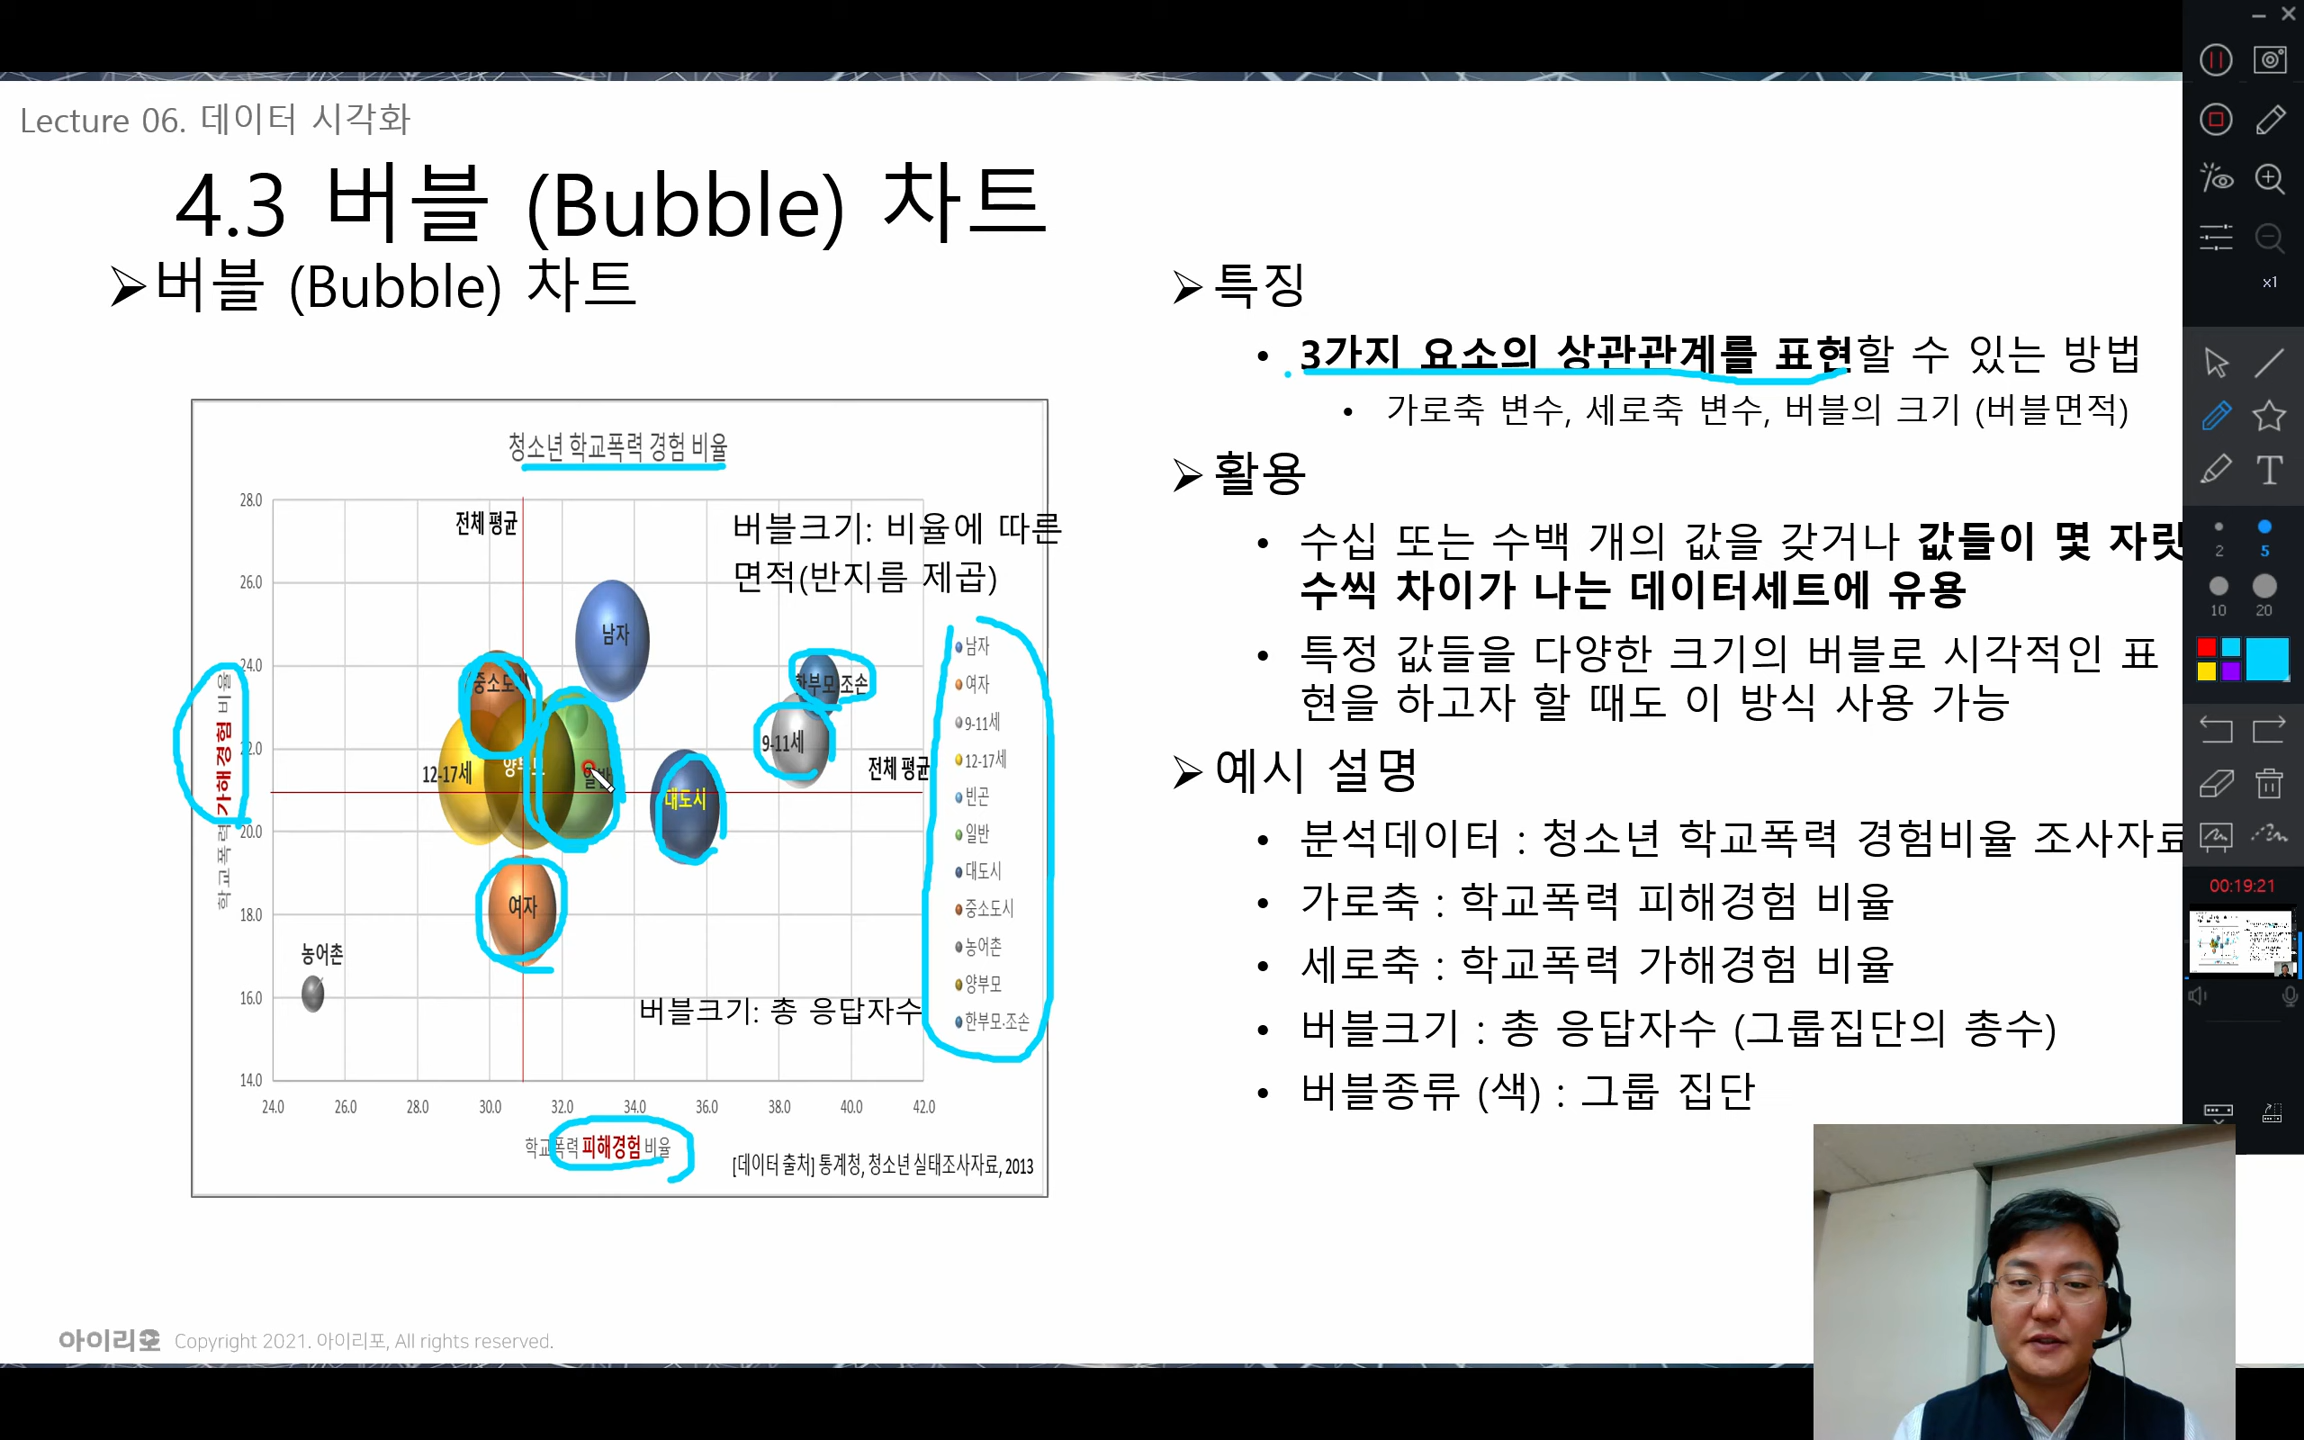 Lecture 06. 데이터 시각화
4.3 버블 (Bubble) 차트
➢버블 (Bubble) 차트
청소년 학교폭력 경험 비율
28.0
26.0
24.0
22.0
20.0
18.0
16.0
14.0
학교폭력 가해경험 비율
전체 평균
버블크기: 비율에 따른
면적(반지름 제곱)
남자
중소도시
한부모·조손
9-11세
12-17세
양부모
일반
대도시
전체 평균
여자
농어촌
버블크기: 총 응답자수
남자
여자
9-11세
12-17세
빈곤
일반
대도시
중소도시
농어촌
양부모
한부모·조손
24.0 26.0 28.0 30.0 32.0 34.0 36.0 38.0 40.0 42.0
학교폭력 피해경험 비율
[데이터 출처] 통계청, 청소년 실태조사자료, 2013
➢특징
• 3가지 요소의 상관관계를 표현할 수 있는 방법
• 가로축 변수, 세로축 변수, 버블의 크기 (버블면적)
➢활용
• 수십 또는 수백 개의 값을 갖거나 값들이 몇 자릿
수씩 차이가 나는 데이터세트에 유용
• 특정 값들을 다양한 크기의 버블로 시각적인 표
현을 하고자 할 때도 이 방식 사용 가능
➢예시 설명
• 분석데이터 : 청소년 학교폭력 경험비율 조사자료
• 가로축 : 학교폭력 피해경험 비율
• 세로축 : 학교폭력 가해경험 비율
• 버블크기 : 총 응답자수 (그룹집단의 총수)
• 버블종류 (색) : 그룹 집단
아이리포 Copyright 2021. 아이리포, All rights reserved.
x1
T
2 5
10 20
00:19:21